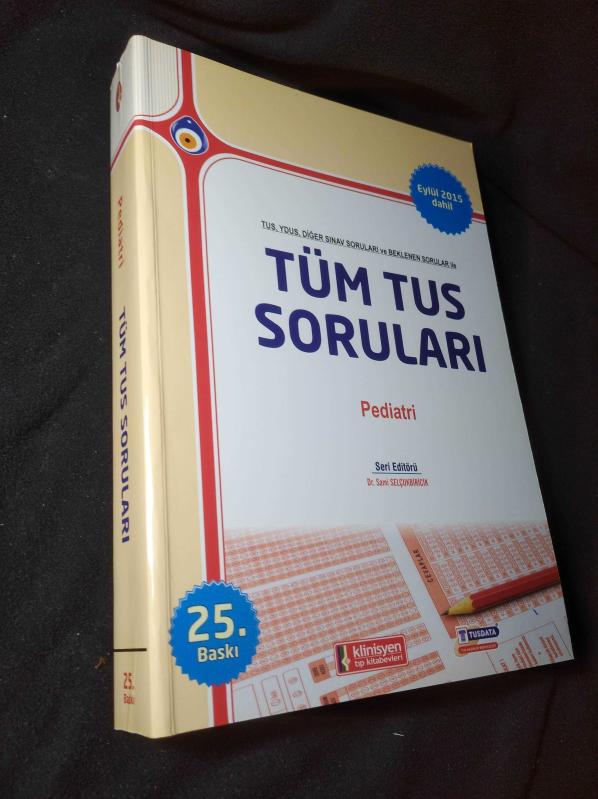 Pediatri
TÜM TUS SORULARI
25.
Baskı
Eylül 2015
dahil
TUS, YDUS, DİĞER SINAV SORULARI ve BEKLENEN SORULAR ile
TÜM TUS
SORULARI
Pediatri
Seri Editörü
Dr. Sami SELÇUKBİRİCİK
25.
Baskı
CEVAPLAR
klinisyen
tıp kitabevleri
TUSDATA